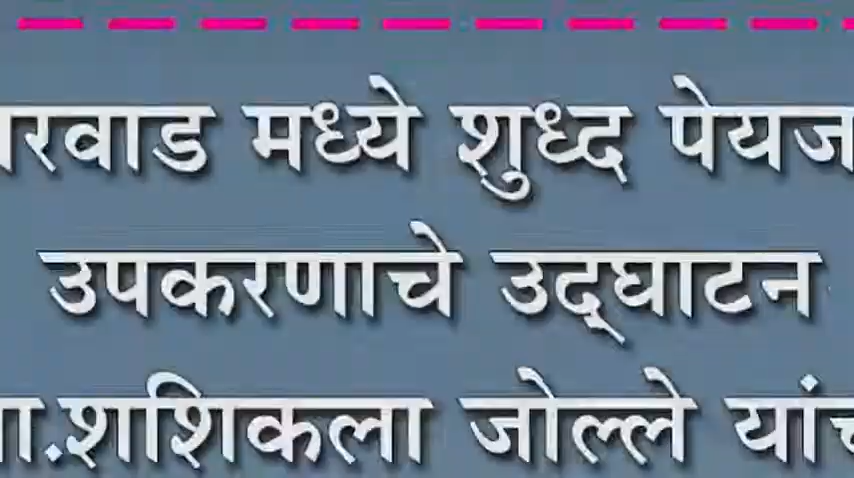 रवाड मध्ये शुध्द पेयज
उपकरणाचे उद्घाटन
ा.शशिकला जोल्ले यांच